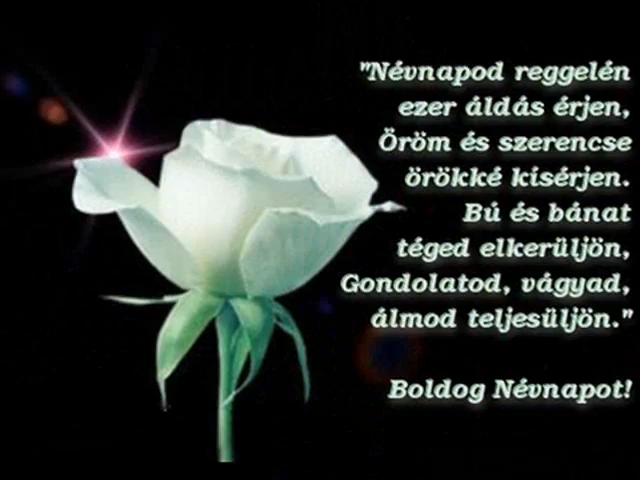 "Névnapod reggelén
ezer áldás érjen,
Öröm és szerencse
örökké kisérjen.
Bú és bánat
téged elkerüljön,
Gondolatod, vágyad,
álmod teljesüljön."
Boldog Névnapot!